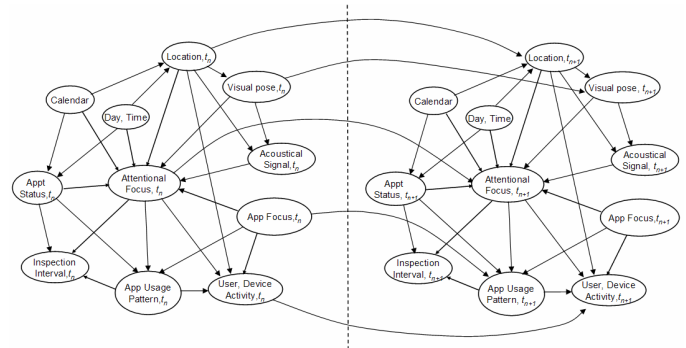 Location,tn
Visual pose,tn
Calendar
Day, Time
Acoustical
Signal,tn
Appt
Status,tn
Attentional
Focus, tn
App Focus,tn
Inspection
Interval,tn
App Usage
Pattern,tn
User, Device
Activity,tn
Location,tn+1
Visual pose, tn+1
Calendar
Day, Time
Acoustical
Signal, tn+1
Appt
Status,tn+1
Attentional
Focus, tn+1
App Focus,tn+1
Inspection
Interval, tn+1
App Usage
Pattern, tn+1
User, Device
Activity,tn+1